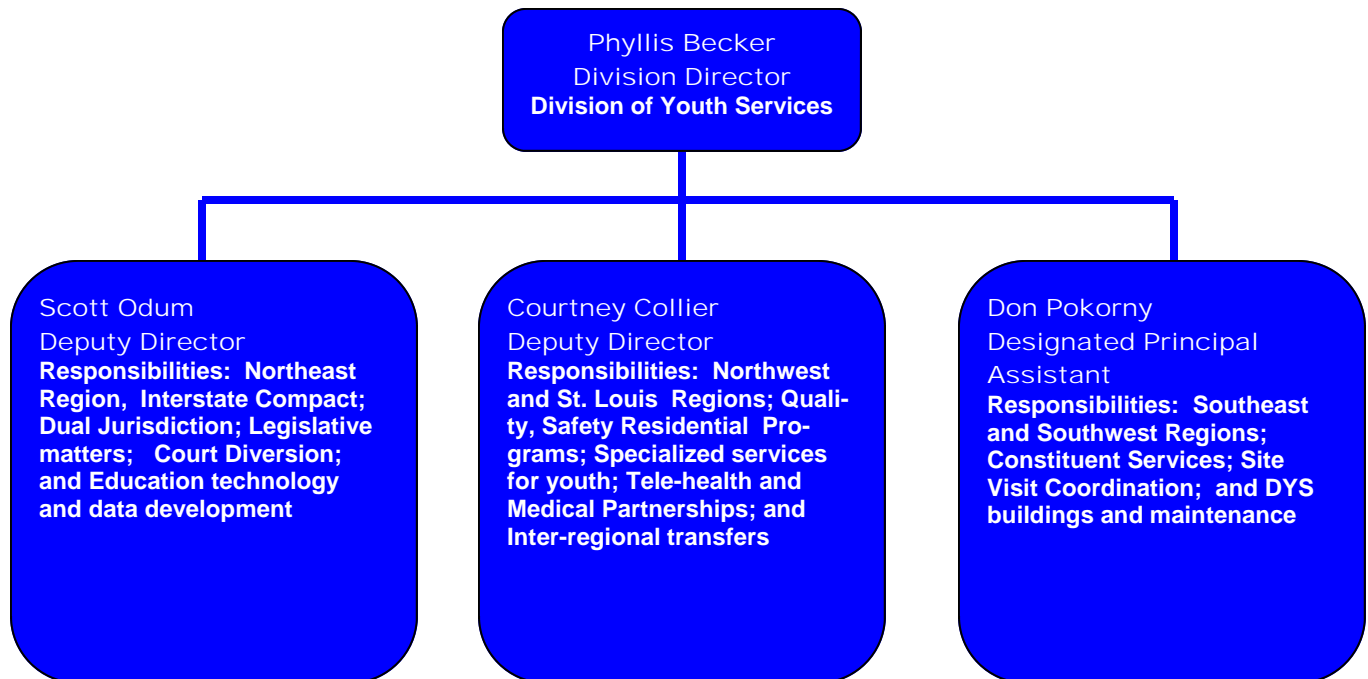 Phyllis Becker
Division Director
Division of Youth Services
Scott Odum
Deputy Director
Responsibilities: Northeast
Region, Interstate Compact;
Dual Jurisdiction; Legislative
matters; Court Diversion;
and Education technology
and data development
Courtney Collier
Deputy Director
Responsibilities: Northwest
and St. Louis Regions; Quali-
ty, Safety Residential Pro-
grams; Specialized services
for youth; Tele-health and
Medical Partnerships; and
Inter-regional transfers
Don Pokorny
Designated Principal
Assistant
Responsibilities: Southeast
and Southwest Regions;
Constituent Services; Site
Visit Coordination; and DYS
buildings and maintenance